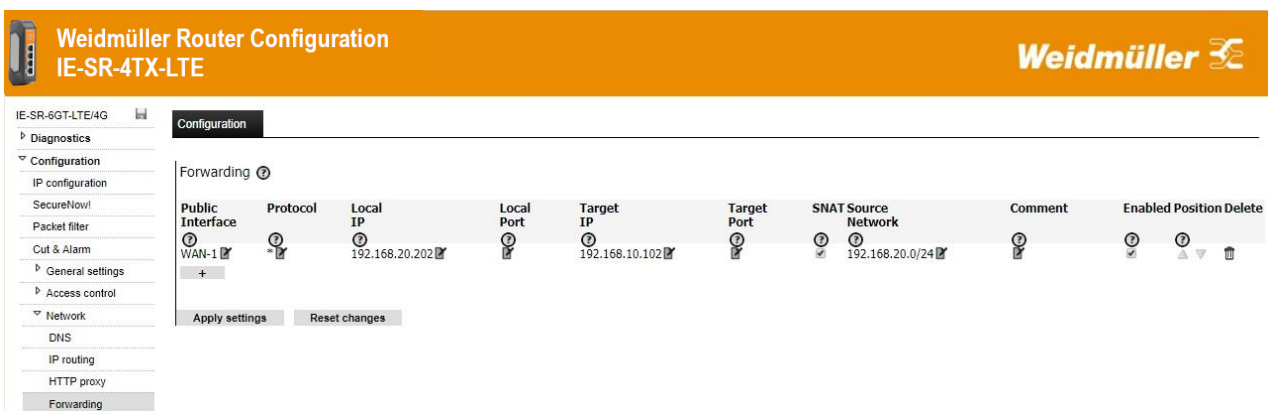 Weidmüller Router Configuration
IE-SR-4TX-LTE
Weidmüller
IE-SR-6GT-LTE/4G
Diagnostics
Configuration
IP configuration
SecureNow!
Packet filter
Cut & Alarm
General settings
Access control
Network
DNS
IP routing
HTTP proxy
Forwarding
Configuration
Forwarding ?
Public Interface Protocol Local IP Local Port Target IP Target Port SNAT Source Network Comment Enabled Position Delete
? ? ? ? ? ? ? ? ? ? ?
WAN-1 * 192.168.20.202 192.168.10.102 192.168.20.0/24
+
Apply settings Reset changes